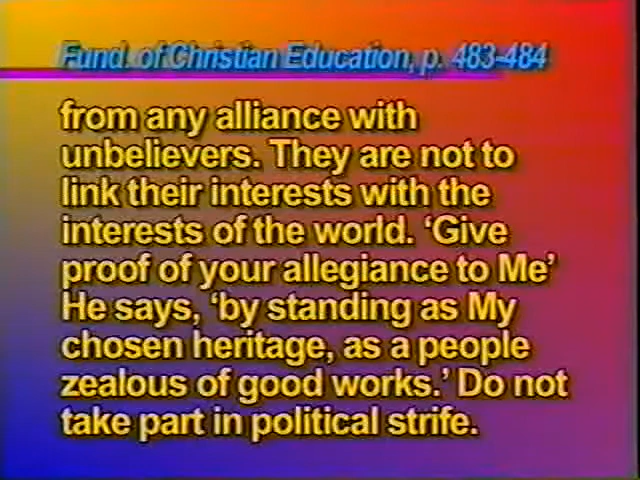 Fund. of Christian Education, p. 483-484
from any alliance with
unbelievers. They are not to
link their interests with the
interests of the world. ‘Give
proof of your allegiance to Me’
He says, ‘by standing as My
chosen heritage, as a people
zealous of good works.’ Do not
take part in political strife.